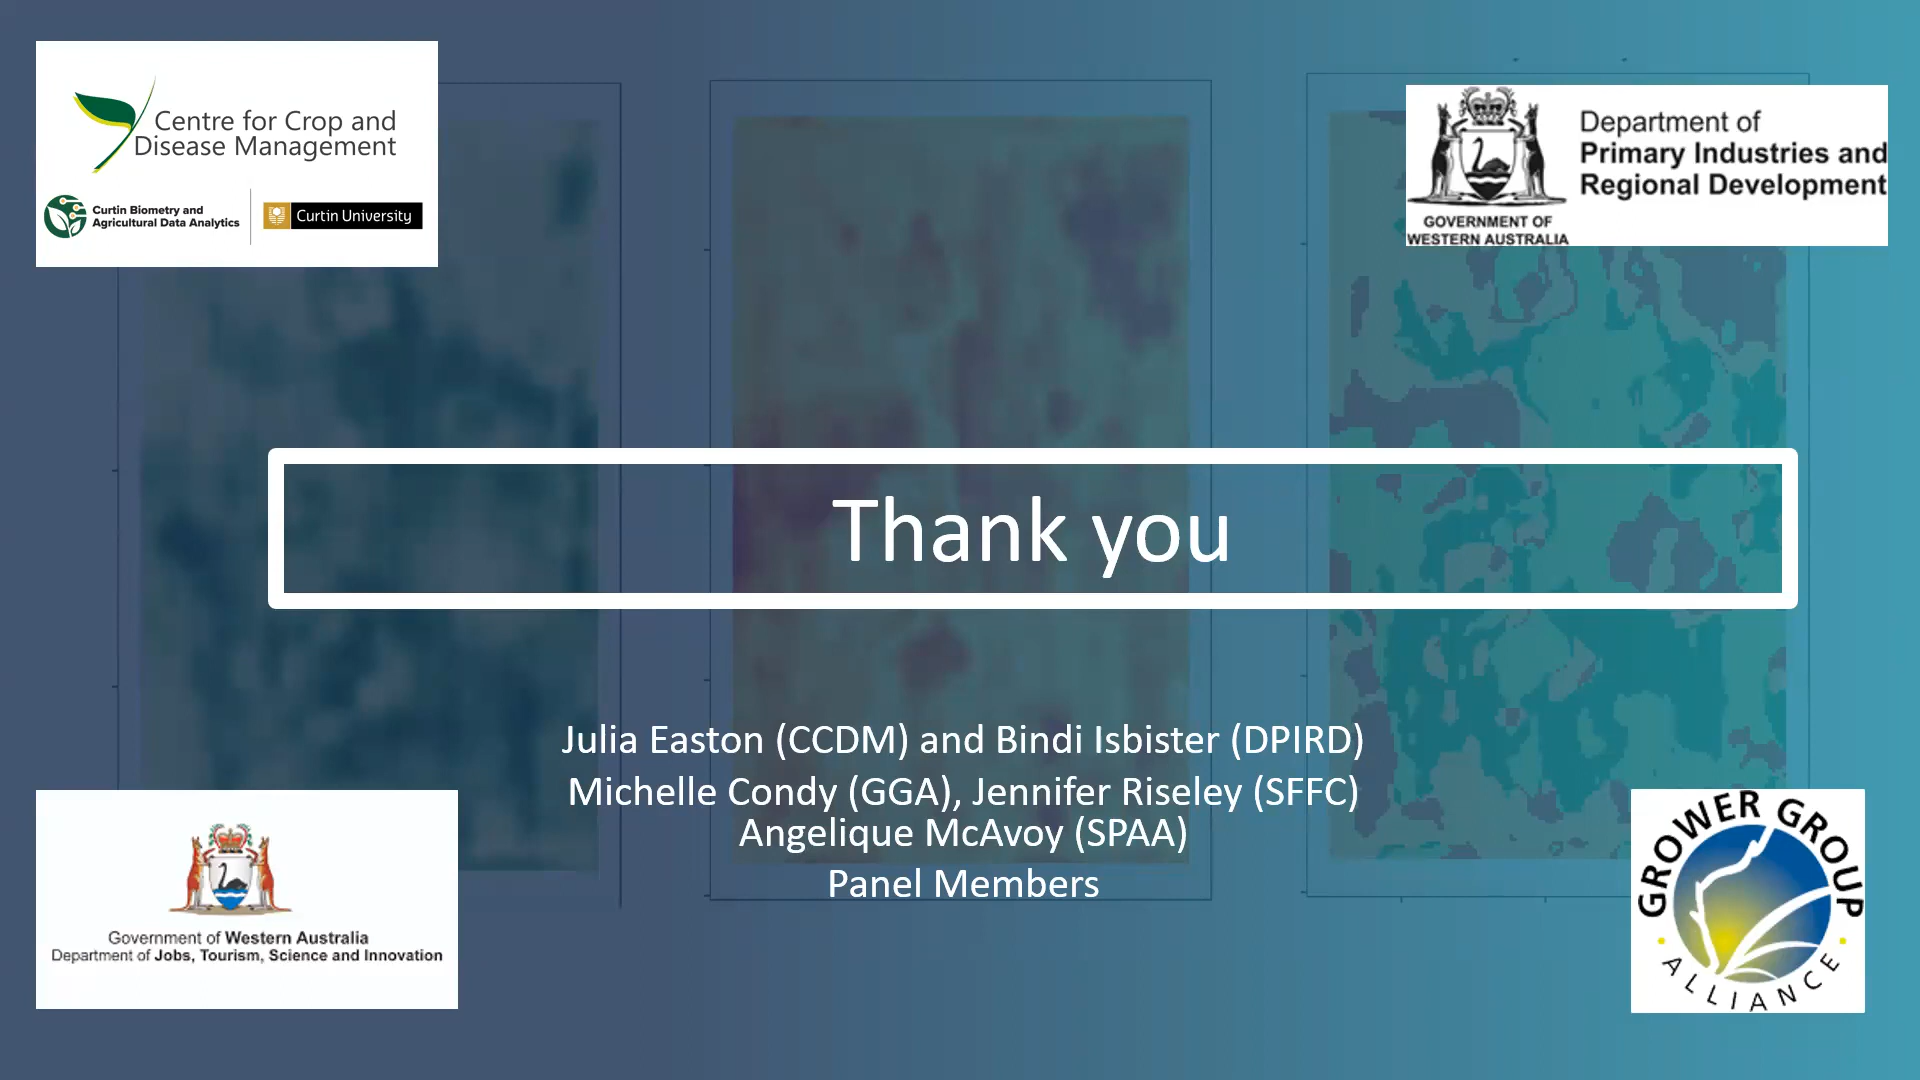 Centre for Crop and
Disease Management
Curtin Biometry and
Agricultural Data Analytics
Curtin University
Department of
Primary Industries and
Regional Development
GOVERNMENT OF
WESTERN AUSTRALIA
Thank you
Julia Easton (CCDM) and Bindi Isbister (DPIRD)
Michelle Condy (GGA), Jennifer Riseley (SFFC)
Angelique McAvoy (SPAA)
Panel Members
Government of Western Australia
Department of Jobs, Tourism, Science and Innovation
GROWER GROUP
ALLIANCE